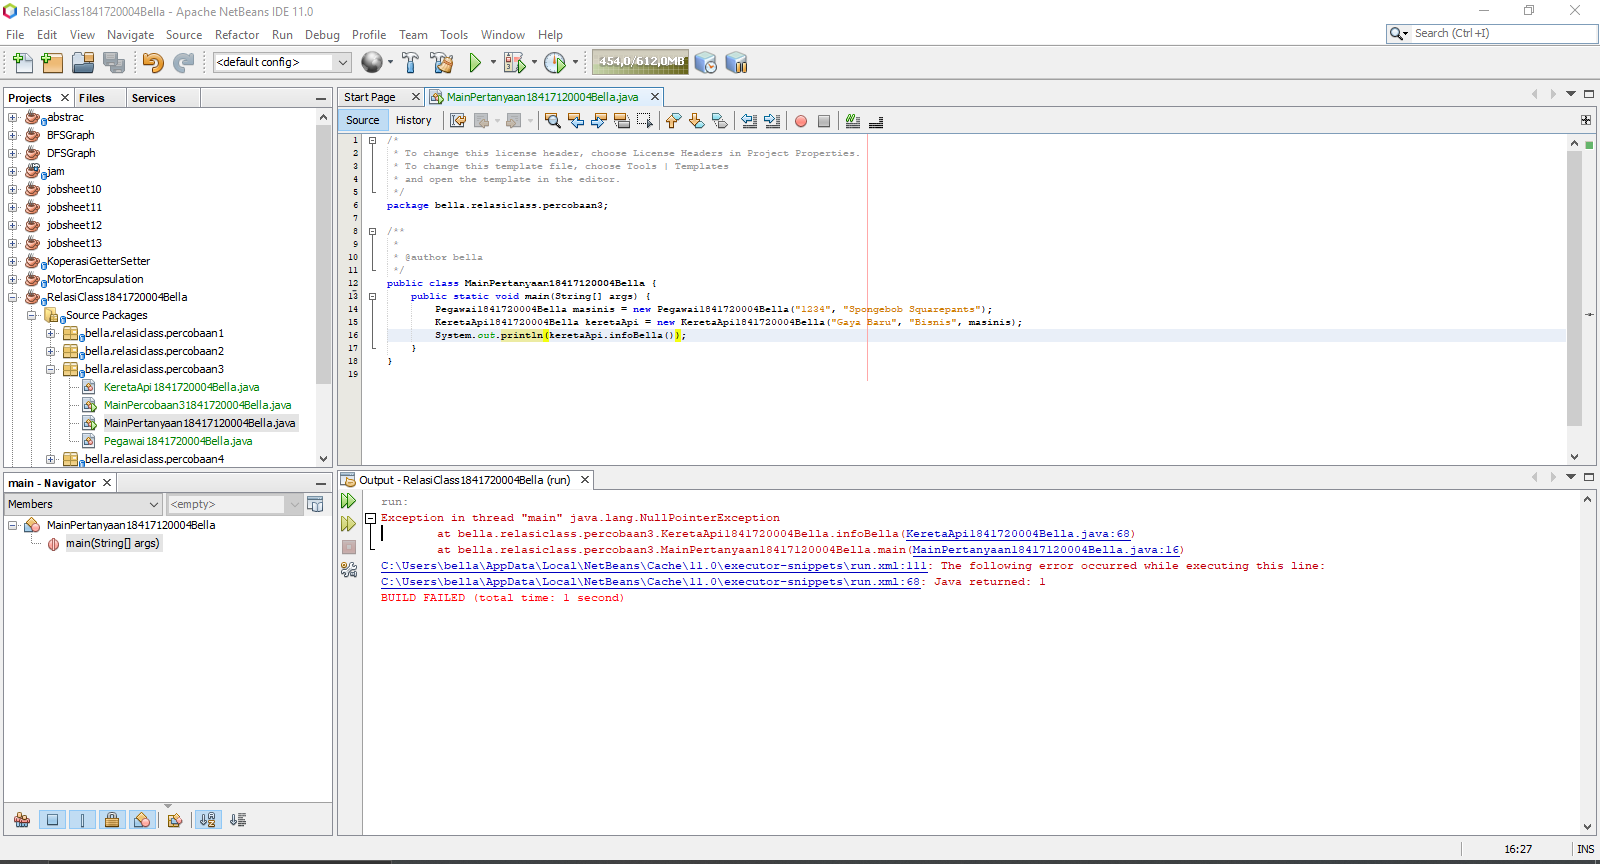 RelasiClass1841720004Bella - Apache NetBeans IDE 11.0
File Edit View Navigate Source Refactor Run Debug Profile Team Tools Window Help
Search (Ctrl+I)
<default config>
454,0/612,0MB
Projects Files Services
abstrac
BFSGraph
DFSGraph
jam
jobsheet10
jobsheet11
jobsheet12
jobsheet13
KoperasiGetterSetter
MotorEncapsulation
RelasiClass1841720004Bella
Source Packages
bella.relasiclass.percobaan1
bella.relasiclass.percobaan2
bella.relasiclass.percobaan3
KeretaApi1841720004Bella.java
MainPercobaan31841720004Bella.java
MainPertanyaan18417120004Bella.java
Pegawai1841720004Bella.java
bella.relasiclass.percobaan4
Start Page MainPertanyaan18417120004Bella.java
Source History
1 /*
2 * To change this license header, choose License Headers in Project Properties.
3 * To change this template file, choose Tools | Templates
4 * and open the template in the editor.
5 */
6 package bella.relasiclass.percobaan3;
7
8 /**
9 *
10 * @author bella
11 */
12 public class MainPertanyaan18417120004Bella {
13 public static void main(String[] args) {
14 Pegawai1841720004Bella masinis = new Pegawai1841720004Bella("1234", "Spongebob Squarepants");
15 KeretaApi1841720004Bella keretaApi = new KeretaApi1841720004Bella("Gaya Baru", "Bisnis", masinis);
16 System.out.println(keretaApi.infoBella());
17 }
18 }
19
main - Navigator
Members <empty>
MainPertanyaan18417120004Bella
main(String[] args)
Output - RelasiClass1841720004Bella (run)
run:
Exception in thread "main" java.lang.NullPointerException
at bella.relasiclass.percobaan3.KeretaApi1841720004Bella.infoBella(KeretaApi1841720004Bella.java:68)
at bella.relasiclass.percobaan3.MainPertanyaan18417120004Bella.main(MainPertanyaan18417120004Bella.java:16)
C:\Users\bella\AppData\Local\NetBeans\Cache\11.0\executor-snippets\run.xml:111: The following error occurred while executing this line:
C:\Users\bella\AppData\Local\NetBeans\Cache\11.0\executor-snippets\run.xml:68: Java returned: 1
BUILD FAILED (total time: 1 second)
16:27 INS